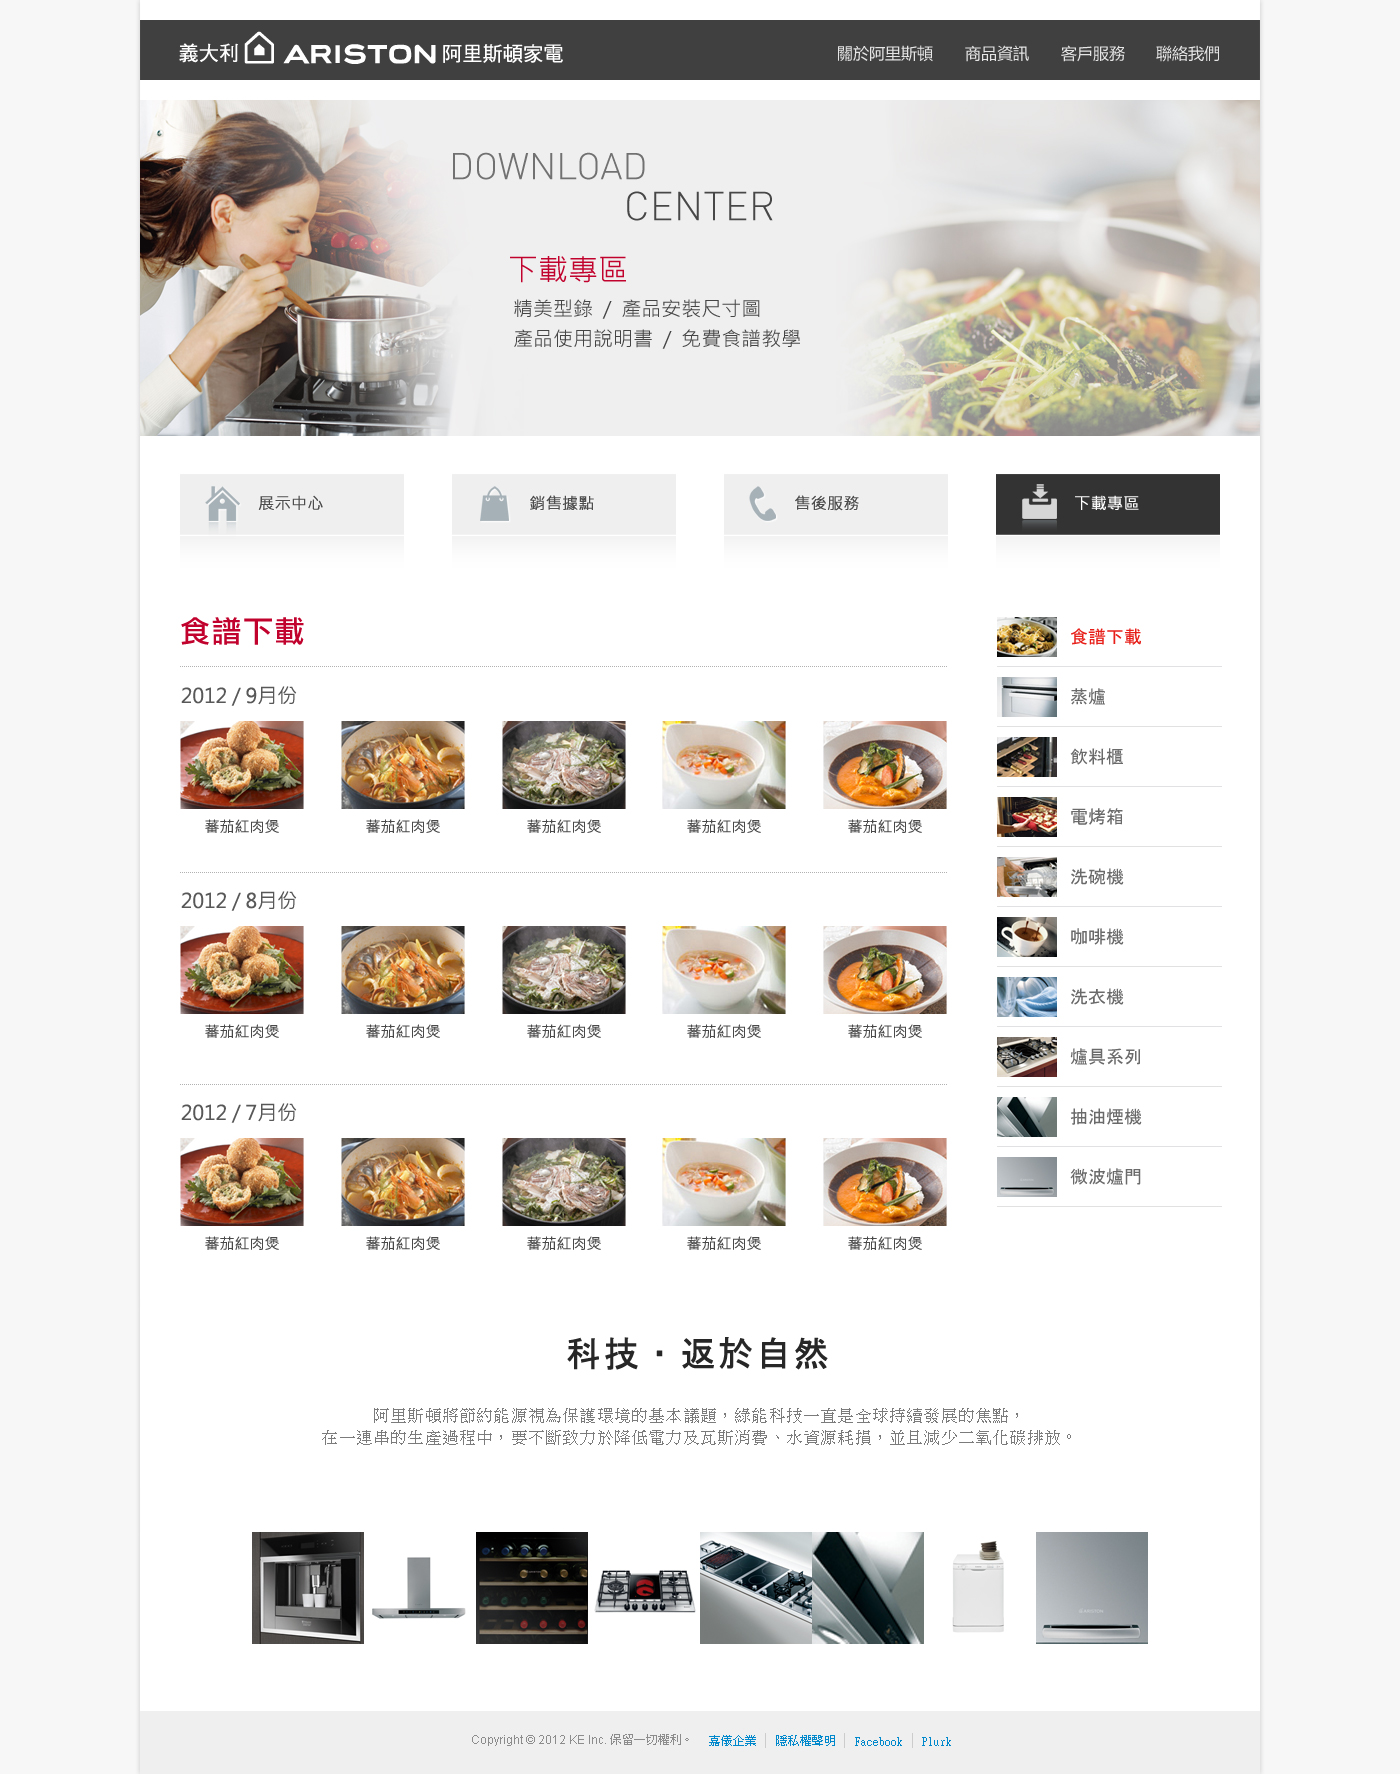 義大利 ARISTON 阿里斯頓家電
關於阿里斯頓 商品資訊 客戶服務 聯絡我們
DOWNLOAD
CENTER
下載專區
精美型錄 / 產品安裝尺寸圖
產品使用說明書 / 免費食譜教學
展示中心 銷售據點 售後服務 下載專區
食譜下載
2012 / 9月份
蕃茄紅肉煲 蕃茄紅肉煲 蕃茄紅肉煲 蕃茄紅肉煲 蕃茄紅肉煲
2012 / 8月份
蕃茄紅肉煲 蕃茄紅肉煲 蕃茄紅肉煲 蕃茄紅肉煲 蕃茄紅肉煲
2012 / 7月份
蕃茄紅肉煲 蕃茄紅肉煲 蕃茄紅肉煲 蕃茄紅肉煲 蕃茄紅肉煲
食譜下載
蒸爐
飲料櫃
電烤箱
洗碗機
咖啡機
洗衣機
爐具系列
抽油煙機
微波爐門
科技・返於自然
阿里斯頓將節約能源視為保護環境的基本議題，綠能科技一直是全球持續發展的焦點，
在一連串的生產過程中，要不斷致力於降低電力及瓦斯消費、水資源耗損，並且減少二氧化碳排放。
ARISTON
Copyright © 2012 KE Inc. 保留一切權利。 嘉儀企業 隱私權聲明 Facebook Plurk